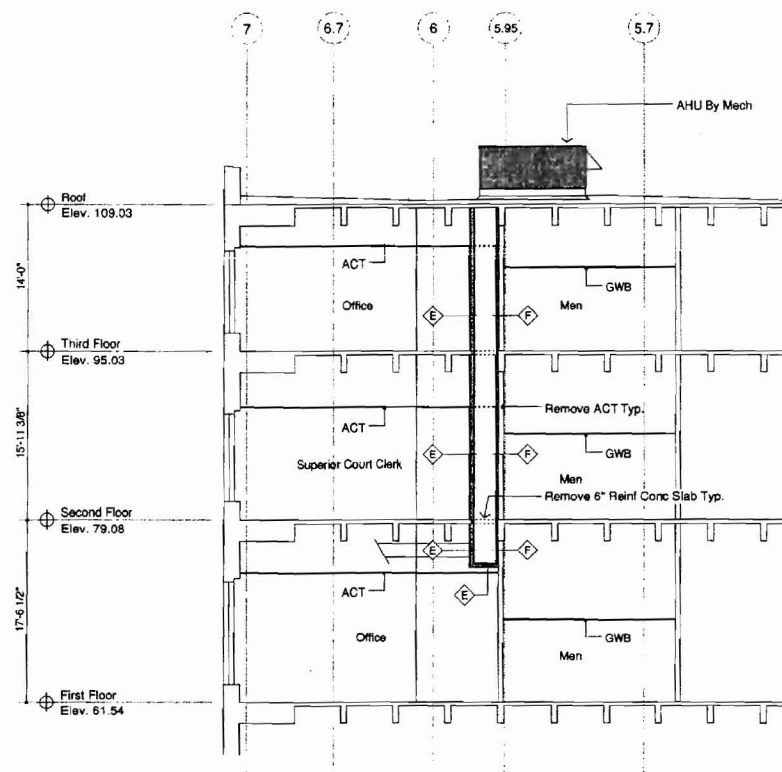 7
6.7
6
5.95
5.7
AHU By Mech
Roof
Elev. 109.03
14'-0"
ACT
GWB
Office
Men
E
F
Third Floor
Elev. 95.03
15'-11 3/8"
Remove ACT Typ.
ACT
GWB
Superior Court Clerk
E
F
Men
Remove 6" Reinf Conc Slab Typ.
Second Floor
Elev. 79.08
E
F
17'-6 1/2"
ACT
E
Office
GWB
Men
First Floor
Elev. 61.54